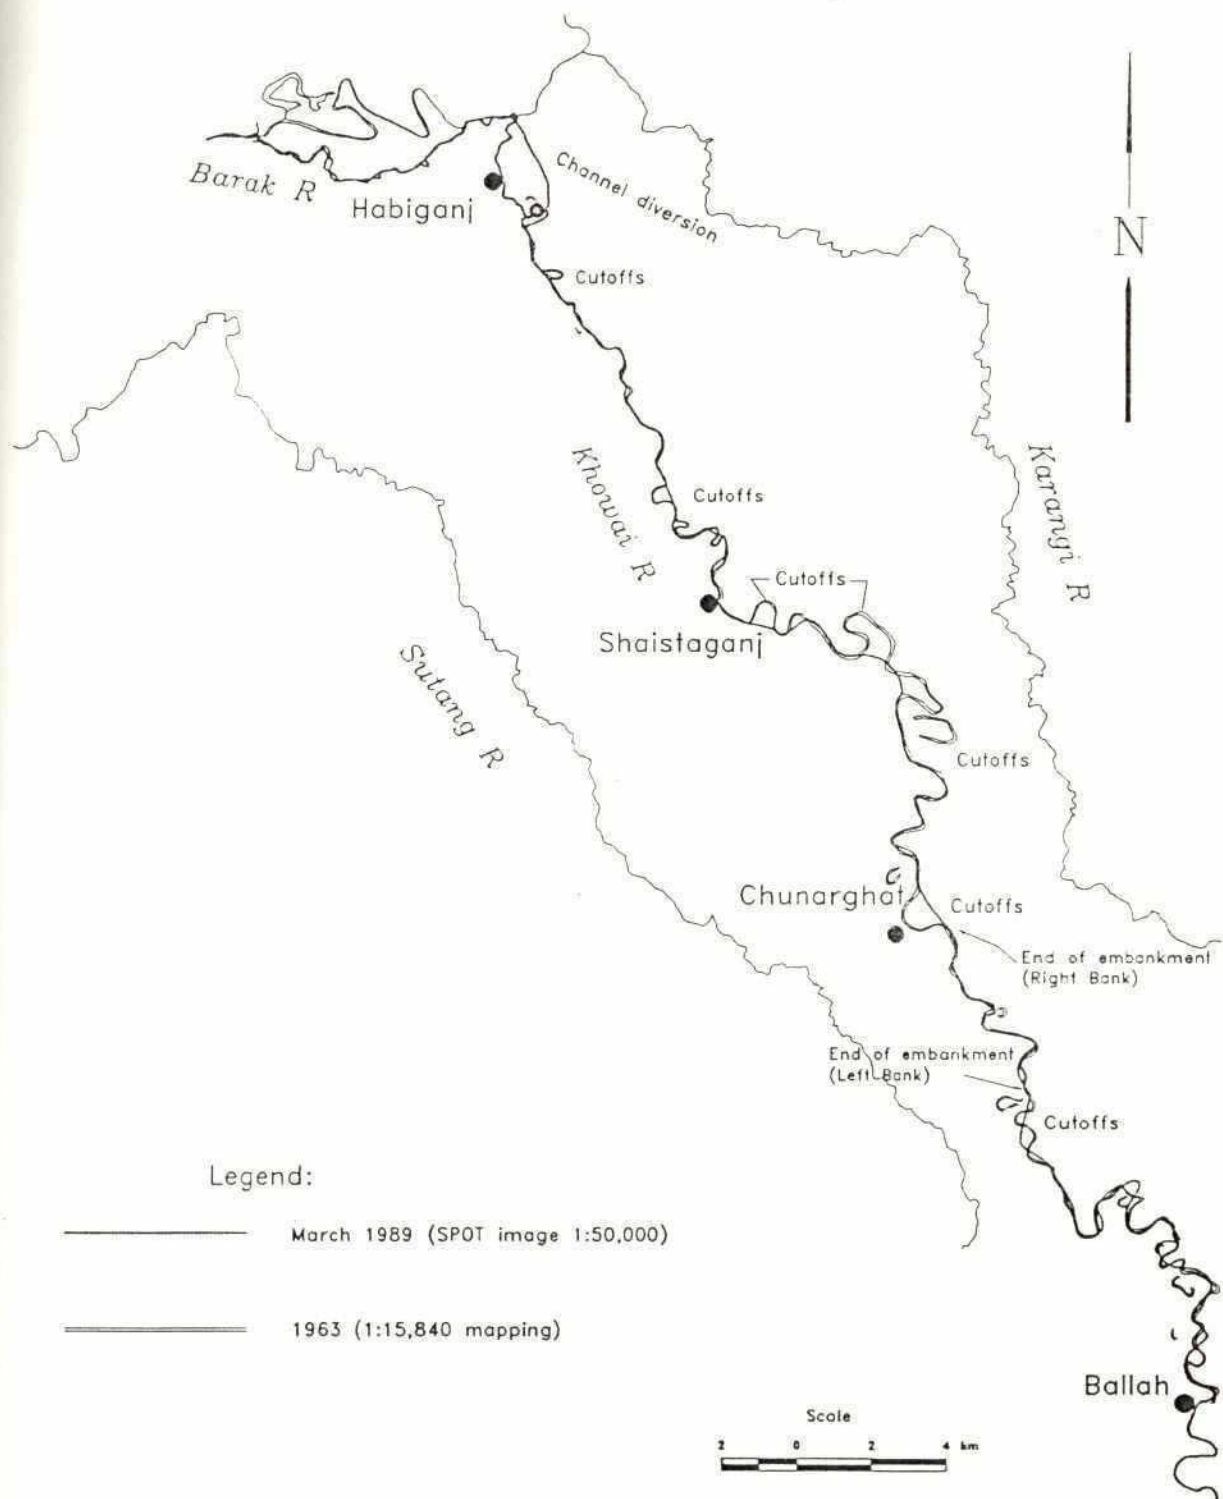 Barak R
Habiganj
Channel diversion
N
Cutoffs
Khowai R
Cutoffs
Karangi R
Cutoffs
Shaistaganj
Sutang R
Cutoffs
Chunarghat
Cutoffs
End of embankment
(Right Bank)
End of embankment
(Left Bank)
Cutoffs
Legend:
March 1989 (SPOT image 1:50,000)
1963 (1:15,840 mapping)
Ballah
Scale
2 0 2 4 km